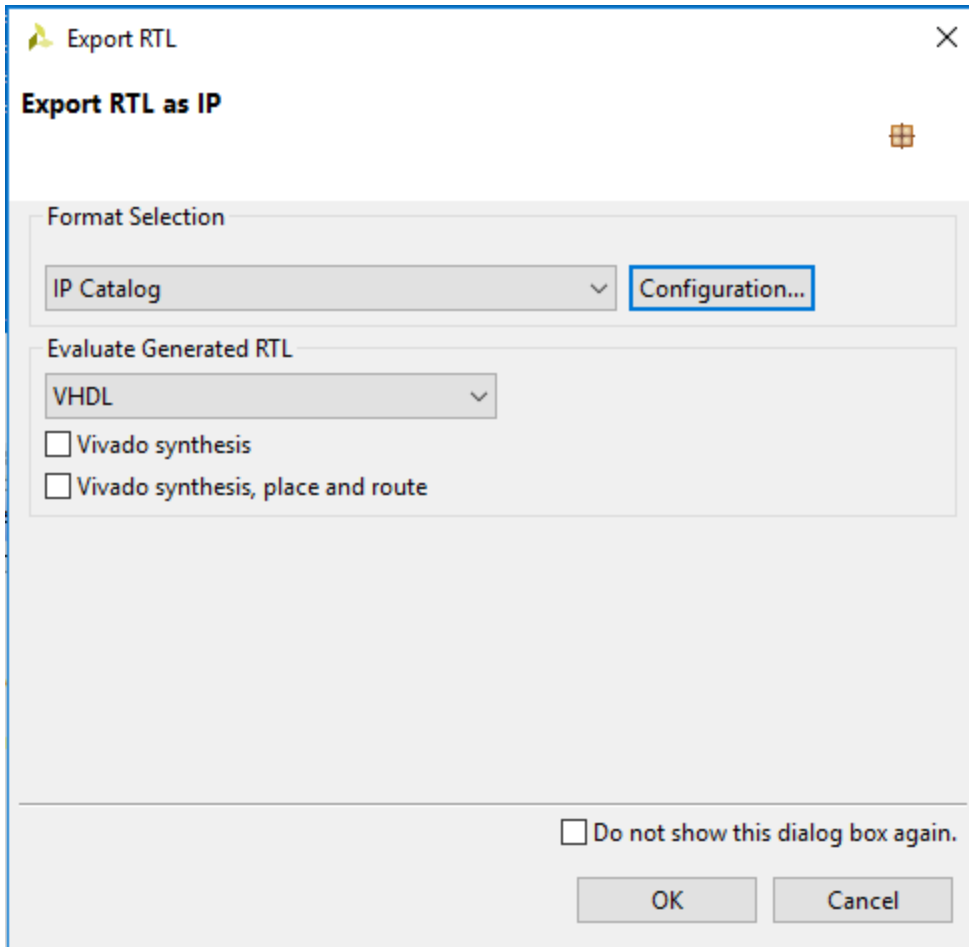 Export RTL
Export RTL as IP
Format Selection
IP Catalog
Configuration...
Evaluate Generated RTL
VHDL
Vivado synthesis
Vivado synthesis, place and route
Do not show this dialog box again.
OK
Cancel